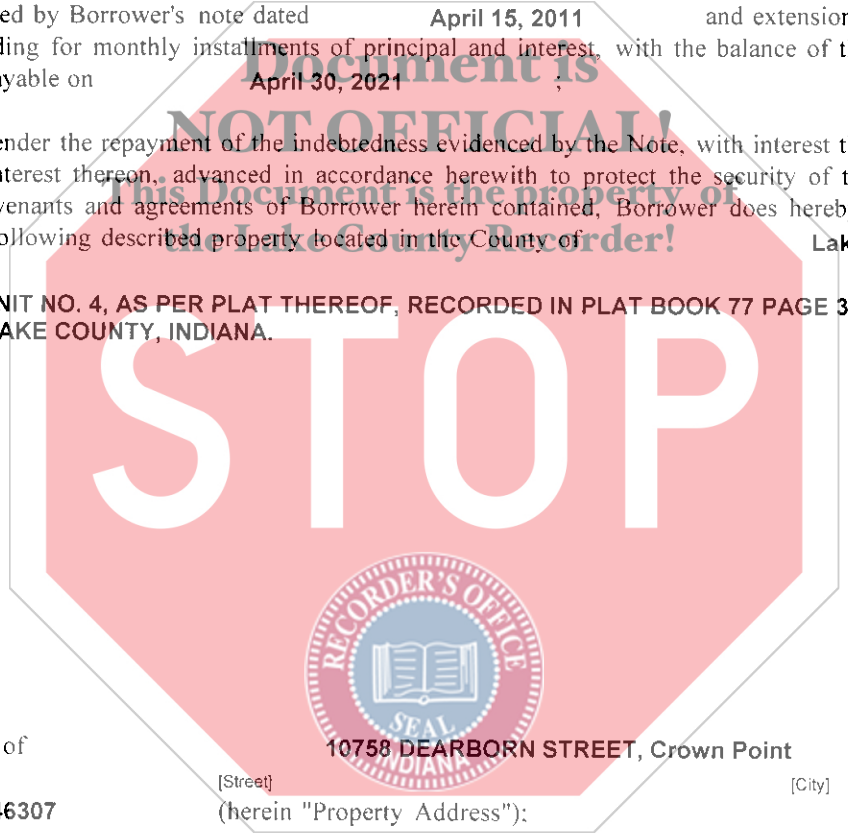 ed by Borrower's note dated April 15, 2011 and extension
ding for monthly installments of principal and interest, with the balance of t
ayable on April 30, 2021 ;
Document is
NOT OFFICIAL!
This Document is the property of
the Lake County Recorder!
ender the repayment of the indebtedness evidenced by the Note, with interest t
nterest thereon, advanced in accordance herewith to protect the security of t
venants and agreements of Borrower herein contained, Borrower does hereb
ollowing described property located in the County of Lak
NIT NO. 4, AS PER PLAT THEREOF, RECORDED IN PLAT BOOK 77 PAGE 3
AKE COUNTY, INDIANA.
STOP
RECORDER'S OFFICE
SEAL
INDIANA
of 10758 DEARBORN STREET, Crown Point
[Street] [City]
46307 (herein "Property Address");